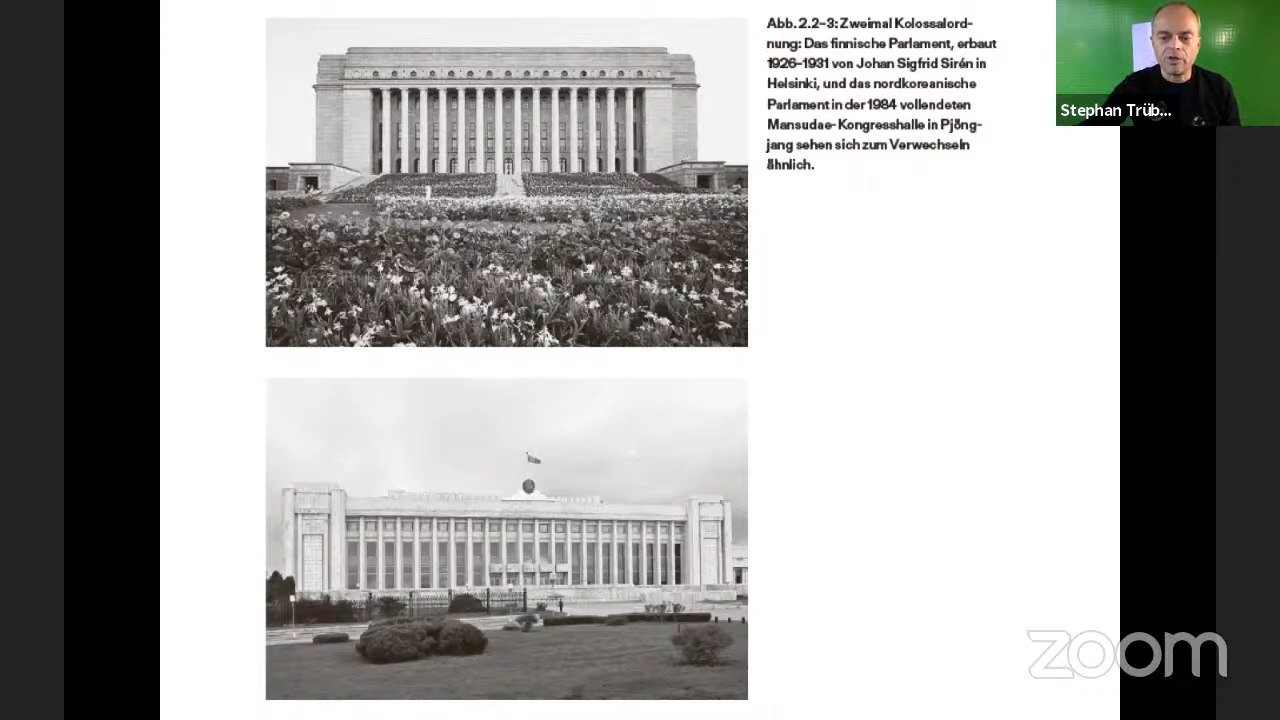 Abb. 2.2–3: Zweimal Kolossalord-
nung: Das finnische Parlament, erbaut
1926–1931 von Johan Sigfrid Sirén in
Helsinki, und das nordkoreanische
Parlament in der 1984 vollendeten
Mansudae-Kongresshalle in Pjöng-
jang sehen sich zum Verwechseln
ähnlich.
Stephan Trüb...
zoom